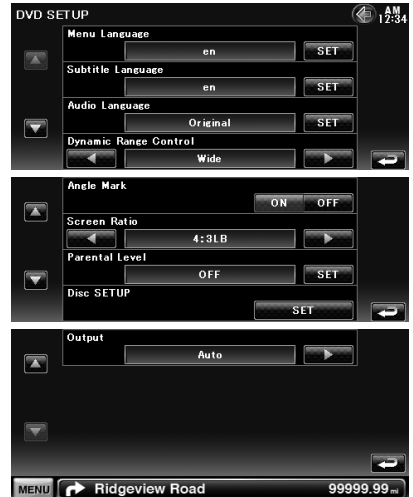 DVD SETUP
AM
12:34
Menu Language
en SET
Subtitle Language
en SET
Audio Language
Original SET
Dynamic Range Control
Wide
Angle Mark
ON OFF
Screen Ratio
4:3LB
Parental Level
OFF SET
Disc SETUP
SET
Output
Auto
MENU Ridgeview Road 99999.99 mi